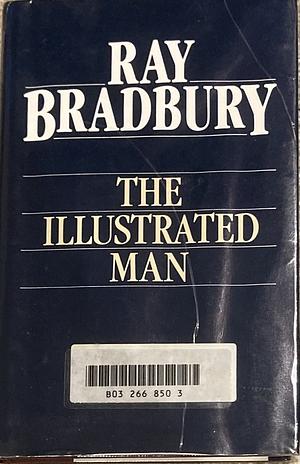 RAY
BRADBURY
THE
ILLUSTRATED
MAN
B03 266 850 3